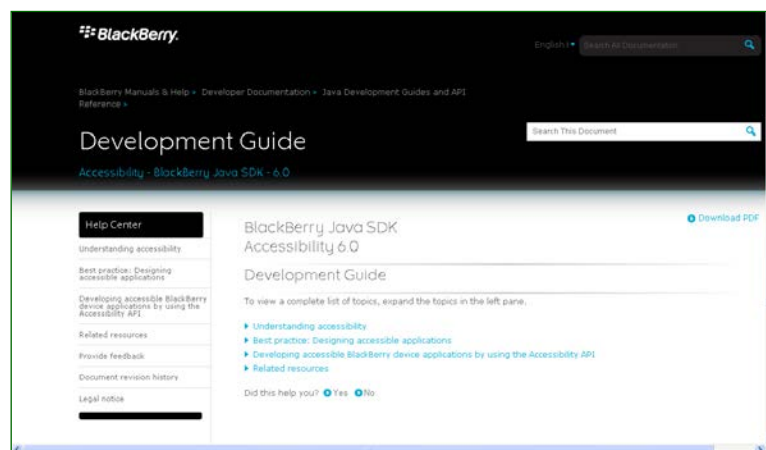 BlackBerry.
English
Search All Documentation
BlackBerry Manuals & Help » Developer Documentation » Java Development Guides and API
Reference »
Development Guide
Search This Document
Accessibility - BlackBerry Java SDK - 6.0
Help Center
Understanding accessibility
Best practice: Designing
accessible applications
Developing accessible BlackBerry
device applications by using the
Accessibility API
Related resources
Provide feedback
Document revision history
Legal notice
Download PDF
BlackBerry Java SDK
Accessibility 6.0
Development Guide
To view a complete list of topics, expand the topics in the left pane.
Understanding accessibility
Best practice: Designing accessible applications
Developing accessible BlackBerry device applications by using the Accessibility API
Related resources
Did this help you? Yes No